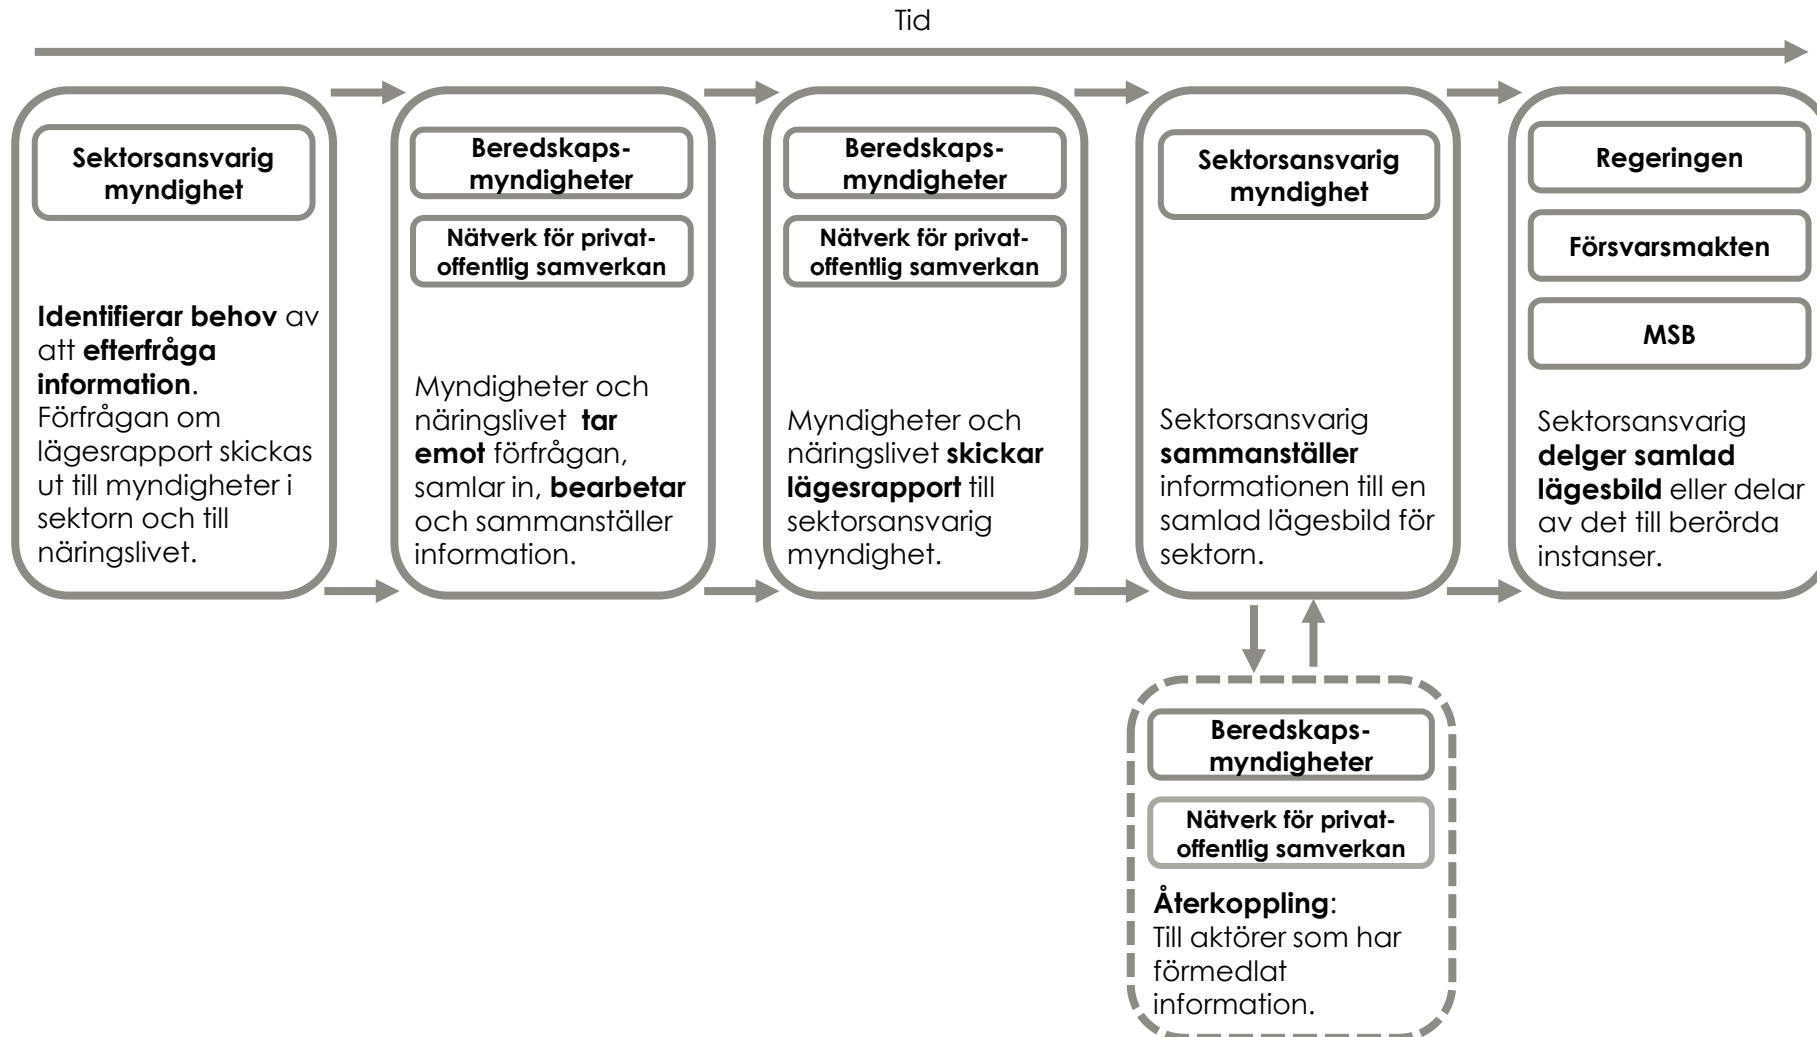 Tid
Sektorsansvarig
myndighet
Identifierar behov av
att efterfråga
information.
Förfrågan om
lägesrapport skickas
ut till myndigheter i
sektorn och till
näringslivet.
Beredskaps-
myndigheter
Nätverk för privat-
offentlig samverkan
Myndigheter och
näringslivet tar
emot förfrågan,
samlar in, bearbetar
och sammanställer
information.
Beredskaps-
myndigheter
Nätverk för privat-
offentlig samverkan
Myndigheter och
näringslivet skickar
lägesrapport till
sektorsansvarig
myndighet.
Sektorsansvarig
myndighet
Sektorsansvarig
sammanställer
informationen till en
samlad lägesbild för
sektorn.
Regeringen
Försvarsmakten
MSB
Sektorsansvarig
delger samlad
lägesbild eller delar
av det till berörda
instanser.
Beredskaps-
myndigheter
Nätverk för privat-
offentlig samverkan
Återkoppling:
Till aktörer som har
förmedlat
information.